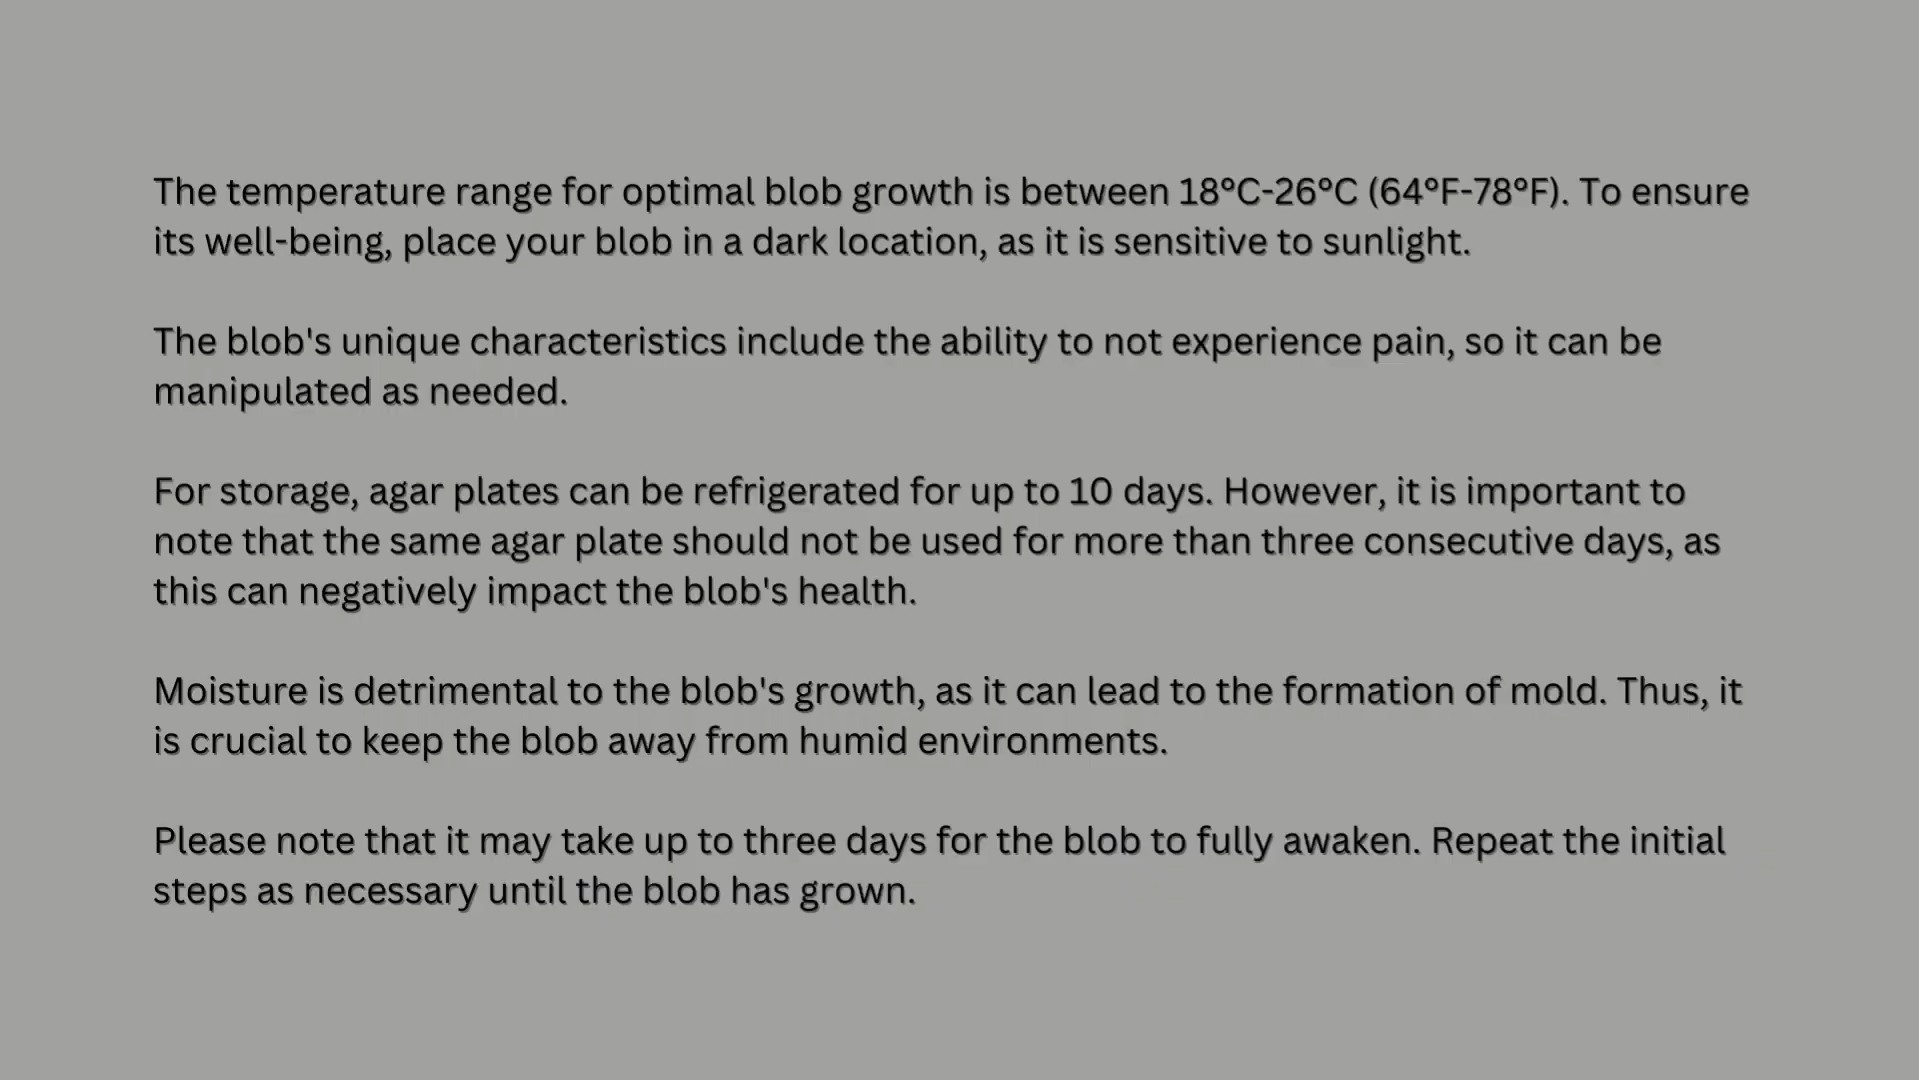 The temperature range for optimal blob growth is between 18°C-26°C (64°F-78°F). To ensure
its well-being, place your blob in a dark location, as it is sensitive to sunlight.
The blob's unique characteristics include the ability to not experience pain, so it can be
manipulated as needed.
For storage, agar plates can be refrigerated for up to 10 days. However, it is important to
note that the same agar plate should not be used for more than three consecutive days, as
this can negatively impact the blob's health.
Moisture is detrimental to the blob's growth, as it can lead to the formation of mold. Thus, it
is crucial to keep the blob away from humid environments.
Please note that it may take up to three days for the blob to fully awaken. Repeat the initial
steps as necessary until the blob has grown.